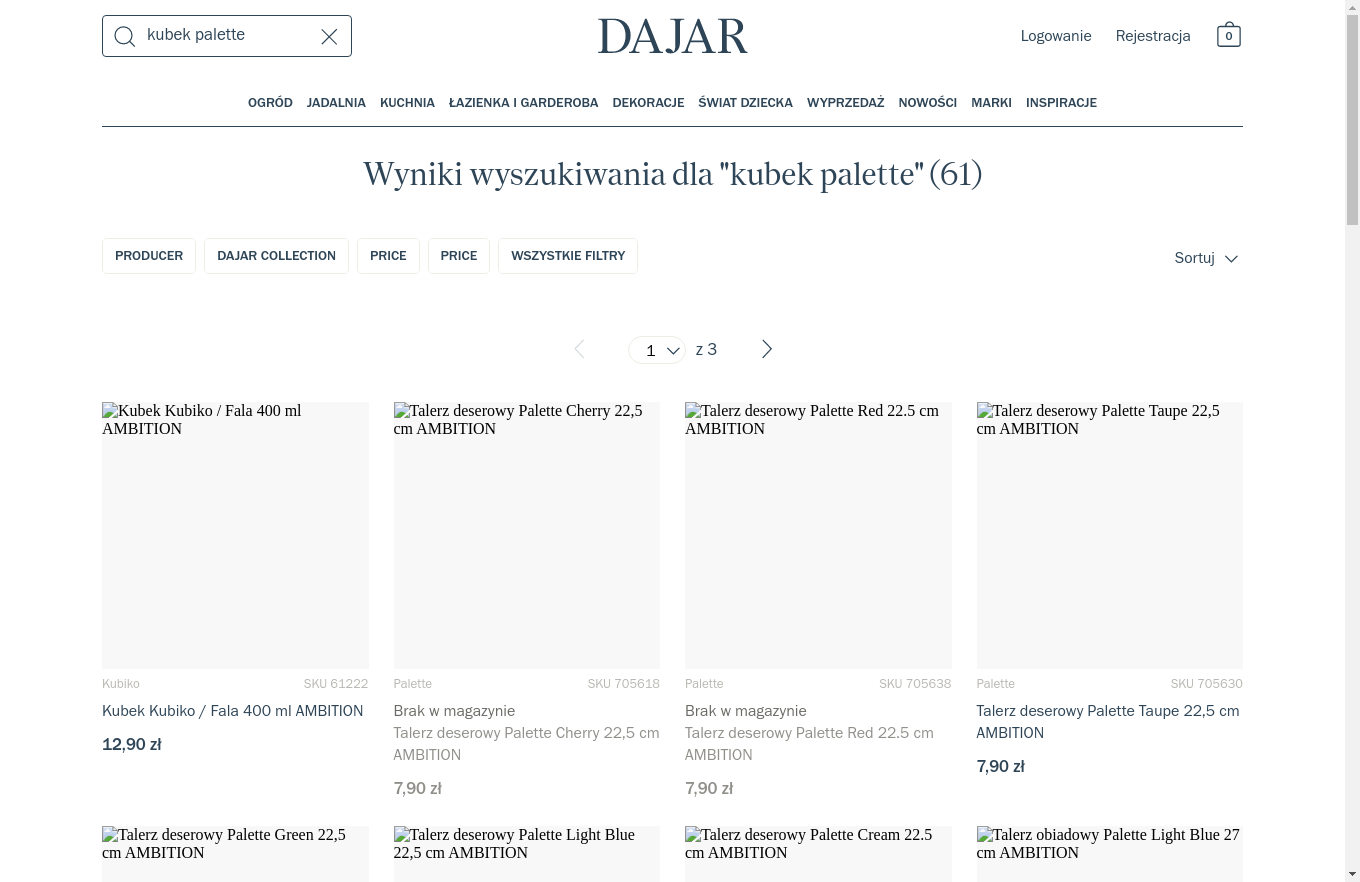 kubek palette
DAJAR
Logowanie
Rejestracja
0
OGRÓD JADALNIA KUCHNIA ŁAZIENKA I GARDEROBA DEKORACJE ŚWIAT DZIECKA WYPRZEDAŻ NOWOŚCI MARKI INSPIRACJE
Wyniki wyszukiwania dla "kubek palette" (61)
PRODUCER
DAJAR COLLECTION
PRICE
PRICE
WSZYSTKIE FILTRY
Sortuj
1 z 3
Kubek Kubiko / Fala 400 ml
AMBITION
Kubiko SKU 61222
Kubek Kubiko / Fala 400 ml AMBITION
12,90 zł
Talerz deserowy Palette Cherry 22,5
cm AMBITION
Palette SKU 705618
Brak w magazynie
Talerz deserowy Palette Cherry 22,5 cm
AMBITION
7,90 zł
Talerz deserowy Palette Red 22.5 cm
AMBITION
Palette SKU 705638
Brak w magazynie
Talerz deserowy Palette Red 22.5 cm
AMBITION
7,90 zł
Talerz deserowy Palette Taupe 22,5
cm AMBITION
Palette SKU 705630
Talerz deserowy Palette Taupe 22,5 cm
AMBITION
7,90 zł
Talerz deserowy Palette Green 22,5
cm AMBITION
Talerz deserowy Palette Light Blue
22,5 cm AMBITION
Talerz deserowy Palette Cream 22.5
cm AMBITION
Talerz obiadowy Palette Light Blue 27
cm AMBITION